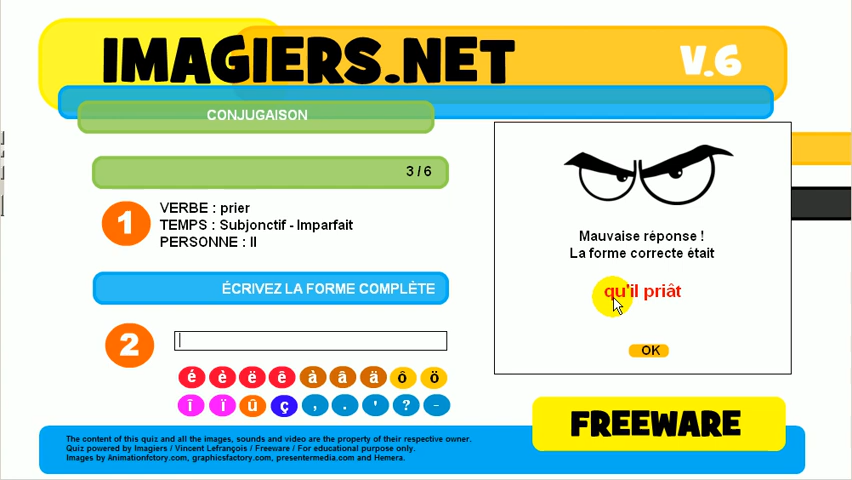 IMAGIERS.NET
V.6
CONJUGAISON
3 / 6
1
VERBE : prier
TEMPS : Subjonctif - Imparfait
PERSONNE : Il
ÉCRIVEZ LA FORME COMPLÈTE
2
é è ë ê à â ä ô ö
î ï û ç , . ' ? -
Mauvaise réponse !
La forme correcte était
qu'il priât
OK
FREEWARE
The content of this quiz and all the images, sounds and video are the property of their respective owner.
Quiz powered by Imagiers / Vincent Lefrançois / Freeware / For educational purpose only.
Images by Animationfctory.com, graphicsfactory.com, presentermedia.com and Hemera.